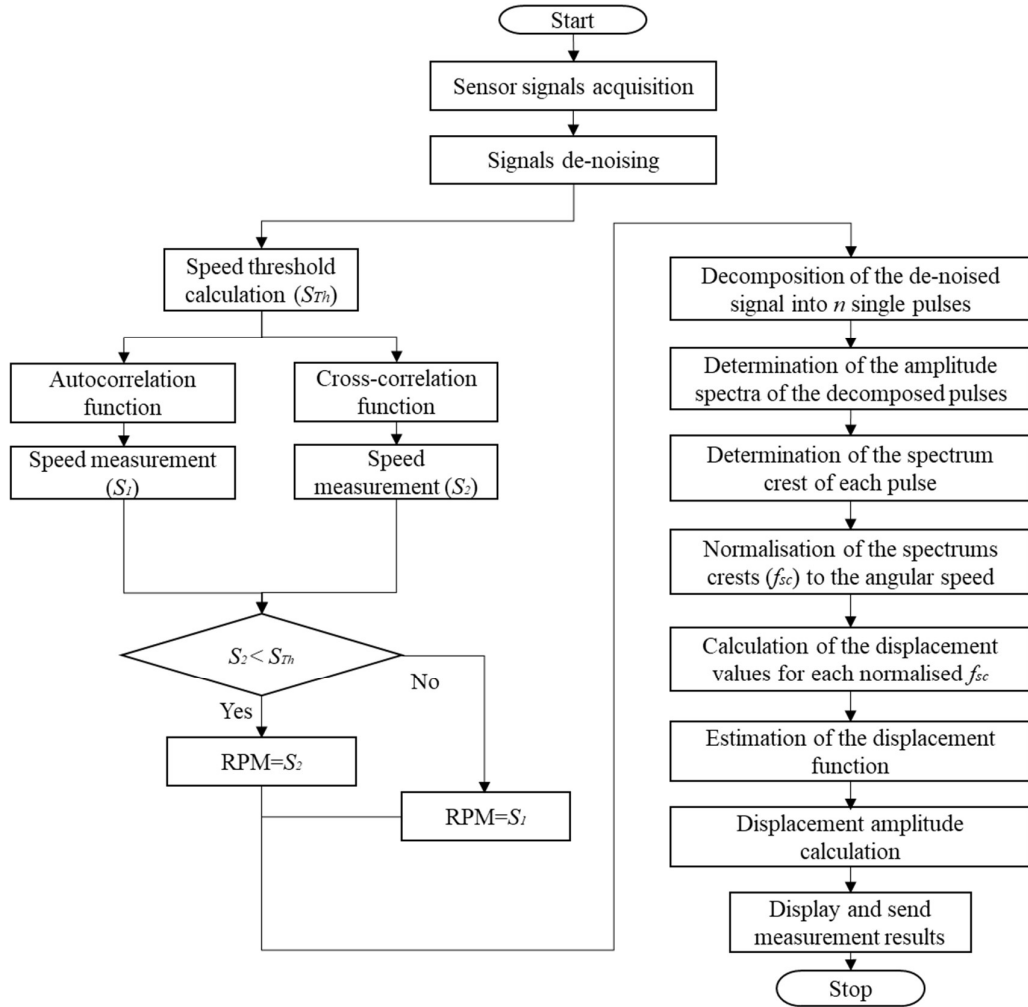 Start
Sensor signals acquisition
Signals de-noising
Speed threshold
calculation (STh)
Autocorrelation
function
Cross-correlation
function
Speed measurement
(S1)
Speed
measurement (S2)
S2 < STh
No
Yes
RPM=S2
RPM=S1
Decomposition of the de-noised
signal into n single pulses
Determination of the amplitude
spectra of the decomposed pulses
Determination of the spectrum
crest of each pulse
Normalisation of the spectrums
crests (fsc) to the angular speed
Calculation of the displacement
values for each normalised fsc
Estimation of the displacement
function
Displacement amplitude
calculation
Display and send
measurement results
Stop